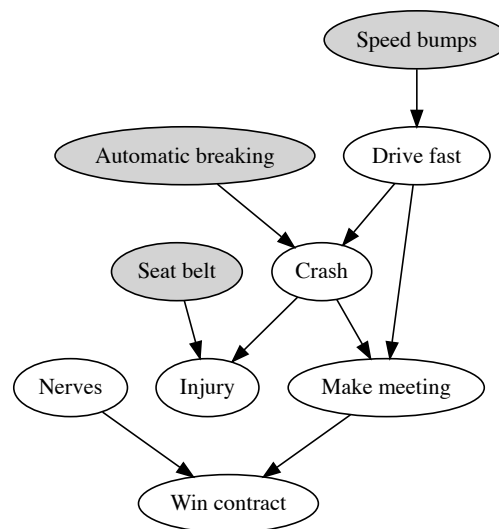 Speed bumps
Automatic breaking
Drive fast
Seat belt
Crash
Nerves
Injury
Make meeting
Win contract